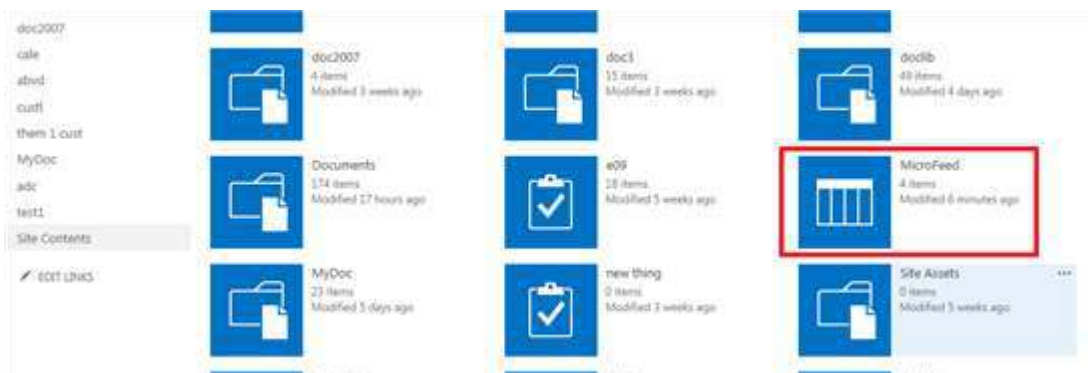 doc2007
cale
abvd
custl
them 1 cust
MyDoc
adc
test1
Site Contents
EDIT LINKS
doc2007
4 items
Modified 3 weeks ago
doc3
15 items
Modified 3 weeks ago
doclib
49 items
Modified 4 days ago
Documents
174 items
Modified 17 hours ago
e09
18 items
Modified 5 weeks ago
MicroFeed
4 items
Modified 6 minutes ago
MyDoc
23 items
Modified 5 days ago
new thing
0 items
Modified 3 weeks ago
Site Assets
0 items
Modified 5 weeks ago